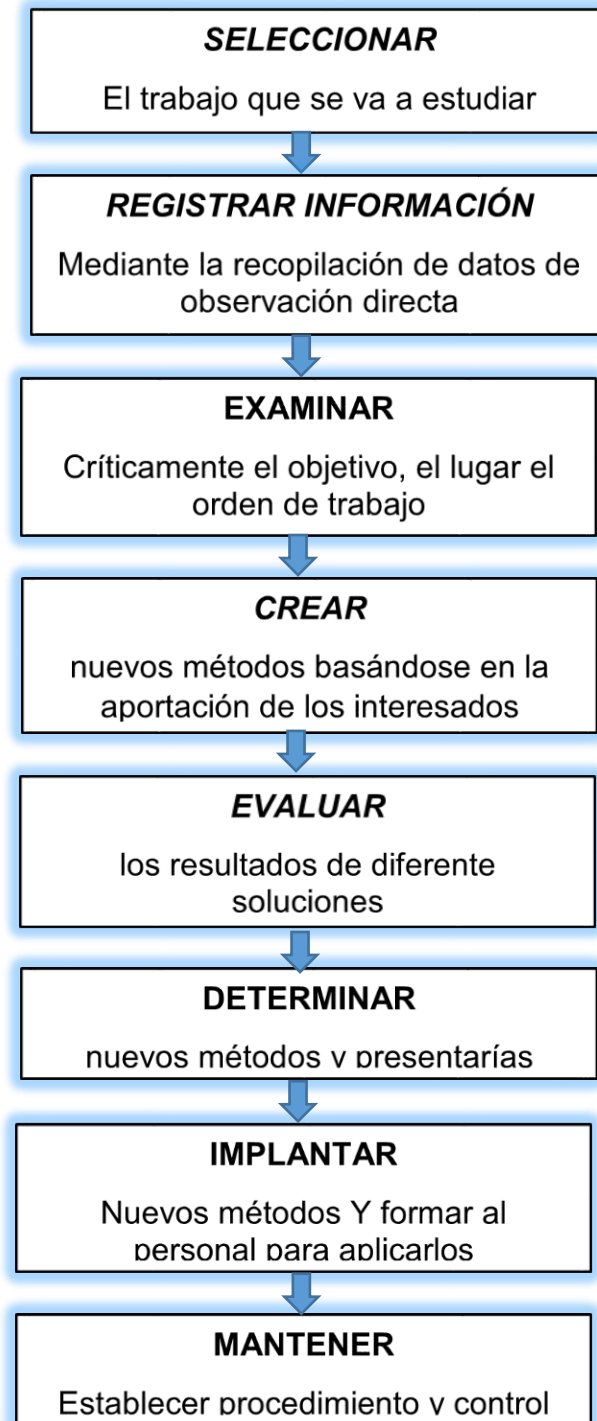 SELECCIONAR
El trabajo que se va a estudiar
REGISTRAR INFORMACIÓN
Mediante la recopilación de datos de
observación directa
EXAMINAR
Críticamente el objetivo, el lugar el
orden de trabajo
CREAR
nuevos métodos basándose en la
aportación de los interesados
EVALUAR
los resultados de diferente
soluciones
DETERMINAR
nuevos métodos y presentarías
IMPLANTAR
Nuevos métodos Y formar al
personal para aplicarlos
MANTENER
Establecer procedimiento y control